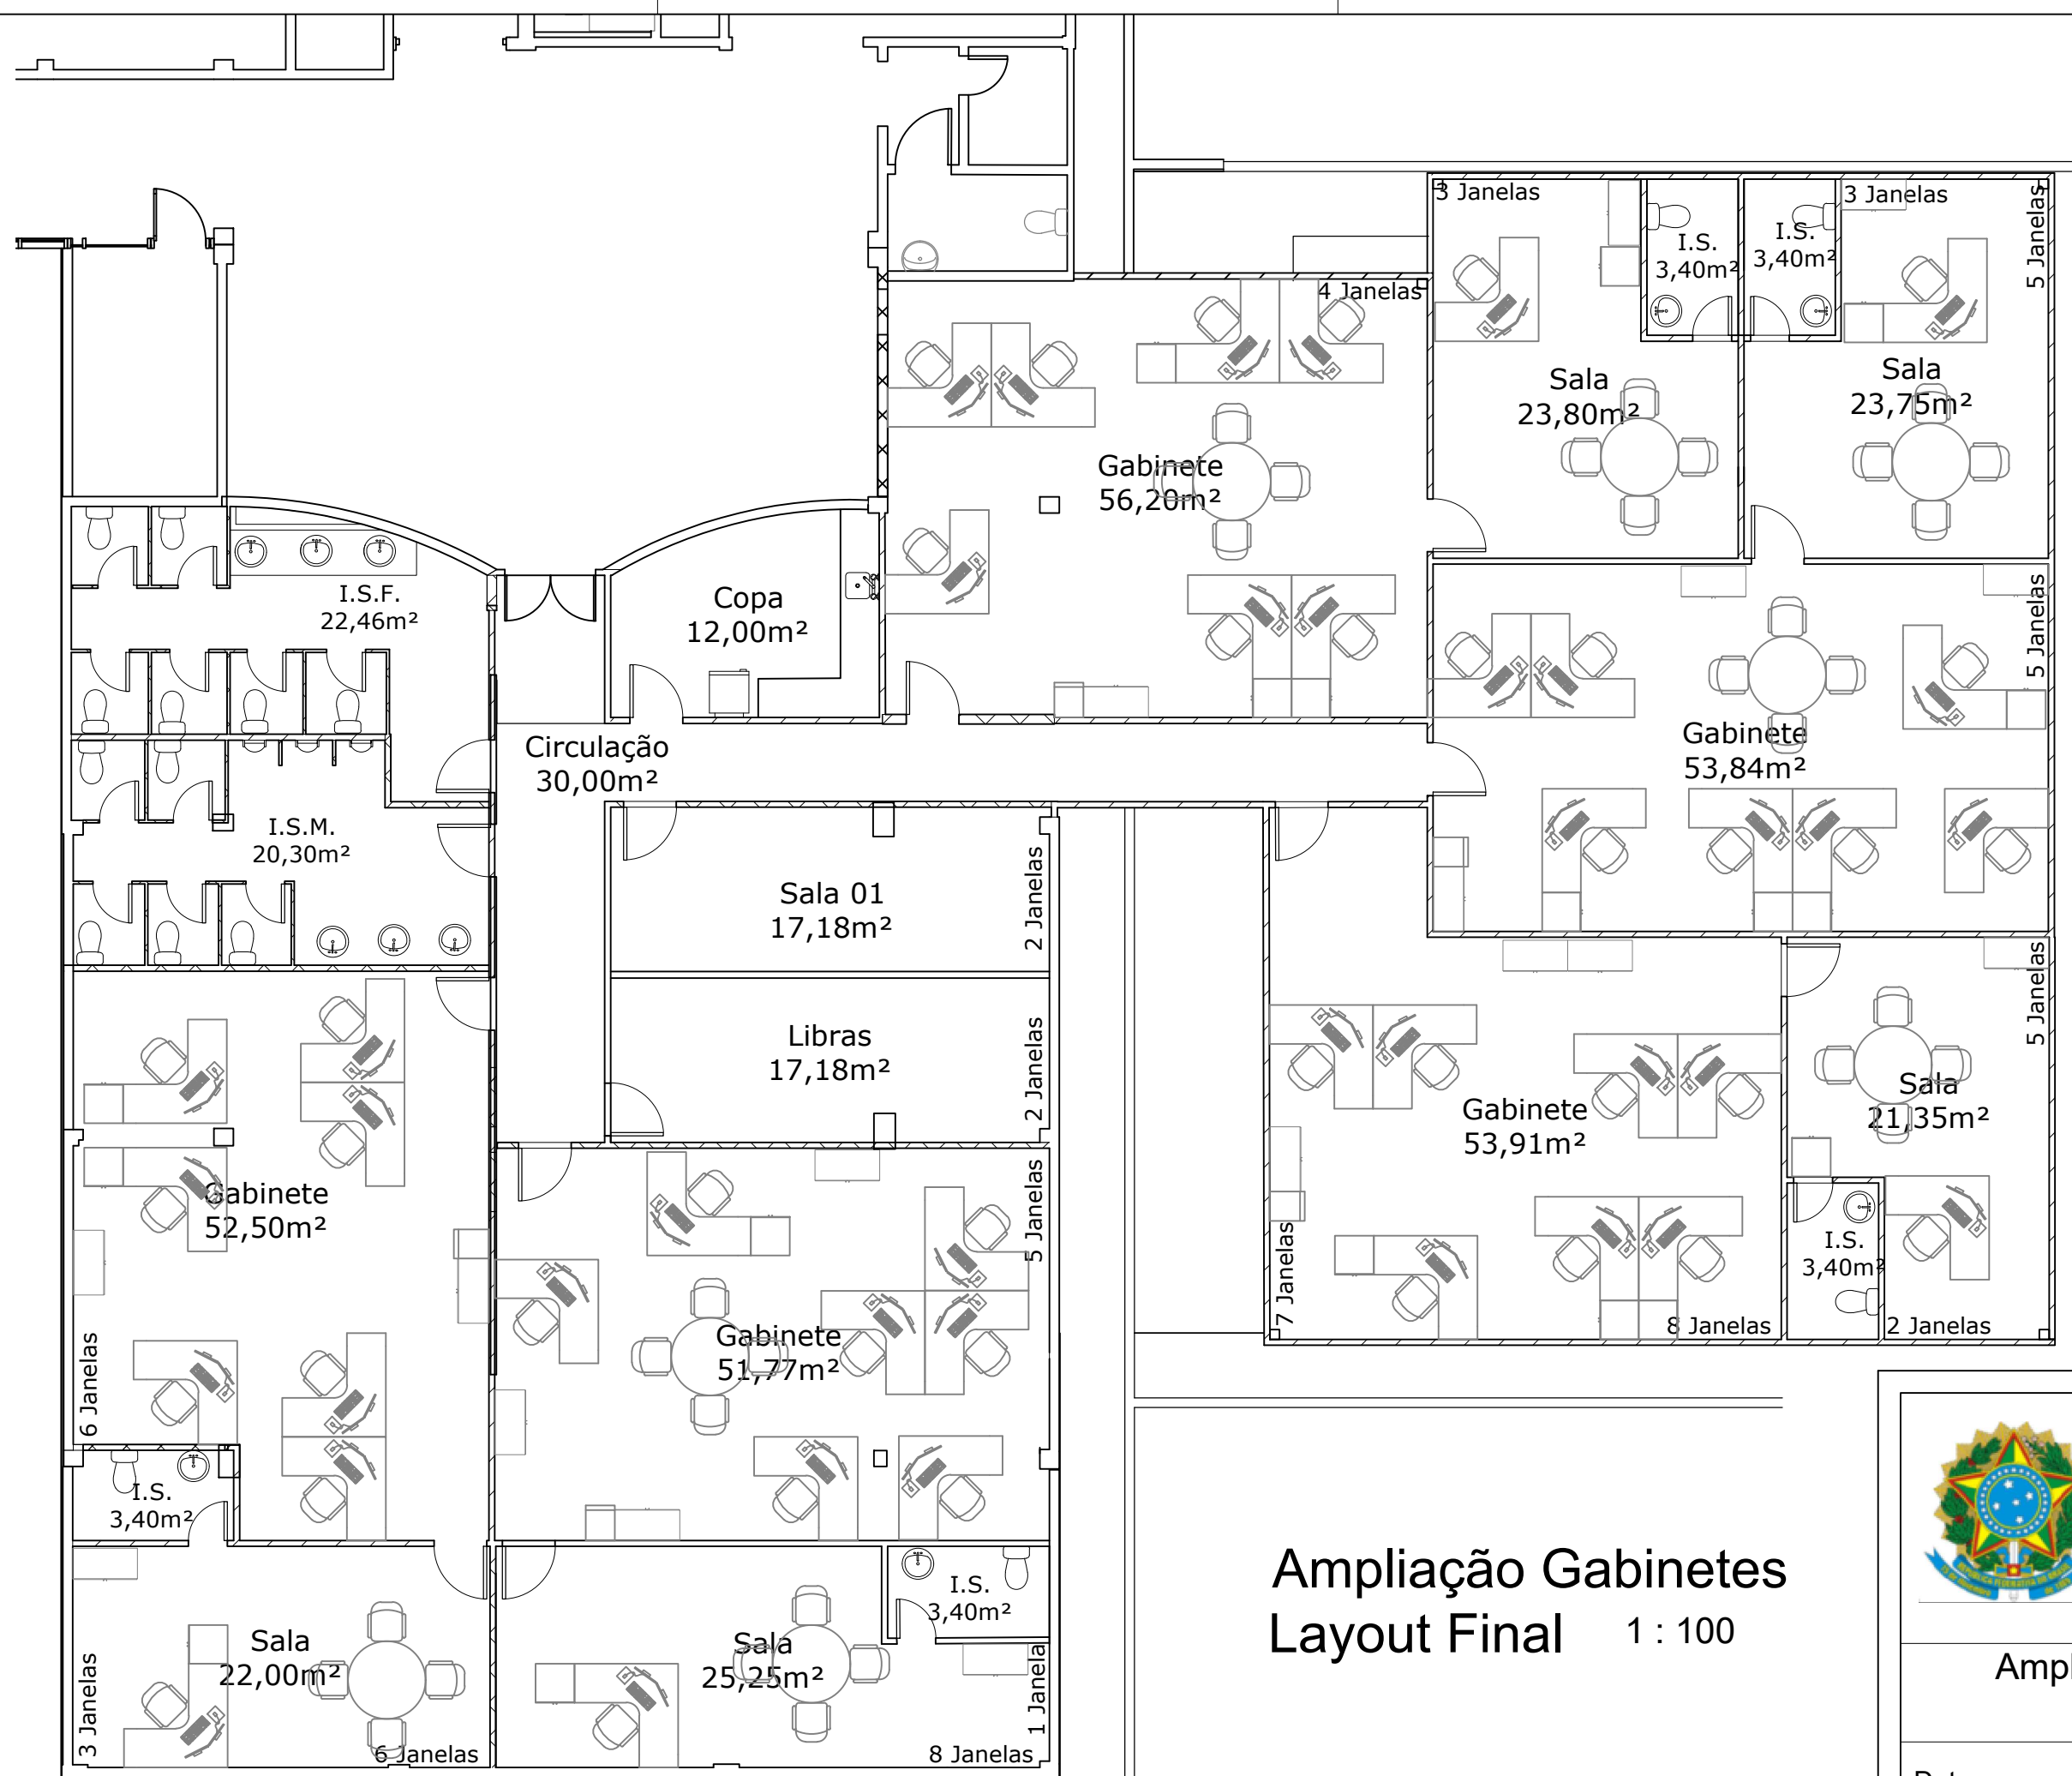 3 Janelas
3 Janelas
5 Janelas
I.S.
3,40m²
I.S.
3,40m²
4 Janelas
Sala
23,80m²
Sala
23,75m²
Gabinete
56,20m²
I.S.F.
22,46m²
Copa
12,00m²
5 Janelas
Circulação
30,00m²
Gabinete
53,84m²
I.S.M.
20,30m²
Sala 01
17,18m²
2 Janelas
Libras
17,18m²
2 Janelas
5 Janelas
Sala
21,35m²
Gabinete
53,91m²
Gabinete
52,50m²
5 Janelas
7 Janelas
I.S.
3,40m²
8 Janelas
2 Janelas
Gabinete
51,77m²
6 Janelas
I.S.
3,40m²
I.S.
3,40m²
Sala
22,00m²
Sala
25,25m²
3 Janelas
6 Janelas
1 Janela
8 Janelas
Ampliação Gabinetes
Layout Final 1 : 100
Ampl